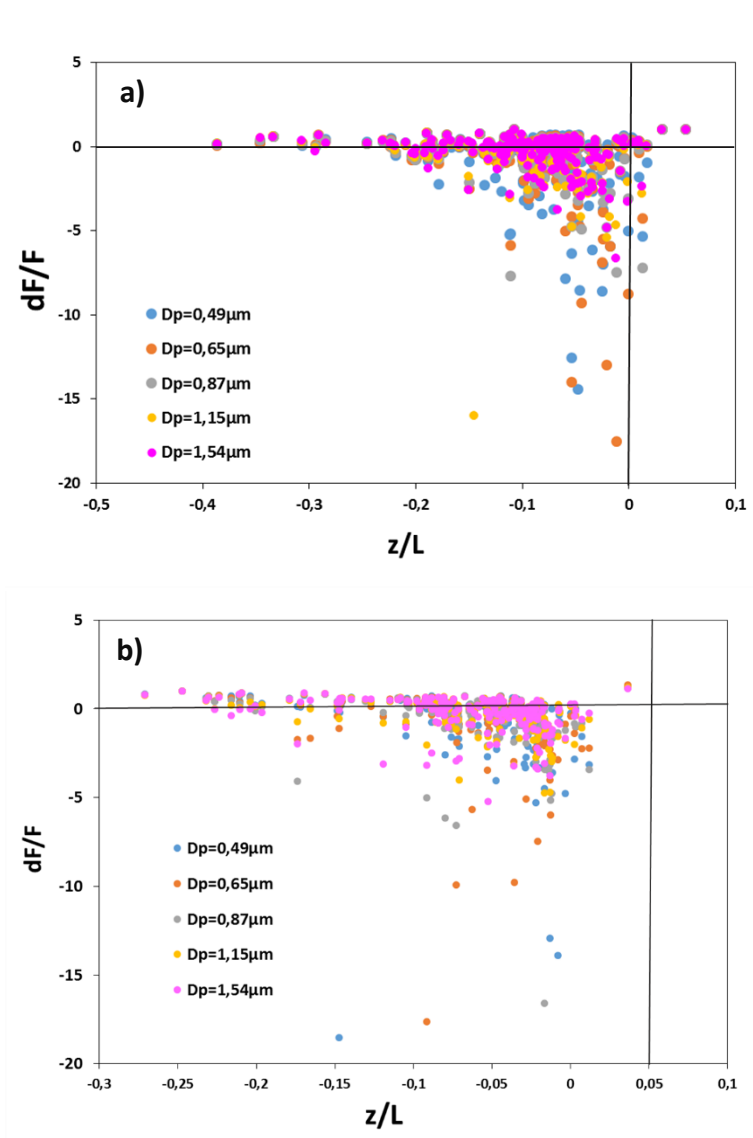 a)
5
0
-5
-10
-15
-20
dF/F
Dp=0,49µm
Dp=0,65µm
Dp=0,87µm
Dp=1,15µm
Dp=1,54µm
-0,5 -0,4 -0,3 -0,2 -0,1 0 0,1
z/L
b)
5
0
-5
-10
-15
-20
dF/F
Dp=0,49µm
Dp=0,65µm
Dp=0,87µm
Dp=1,15µm
Dp=1,54µm
-0,3 -0,25 -0,2 -0,15 -0,1 -0,05 0 0,05 0,1
z/L